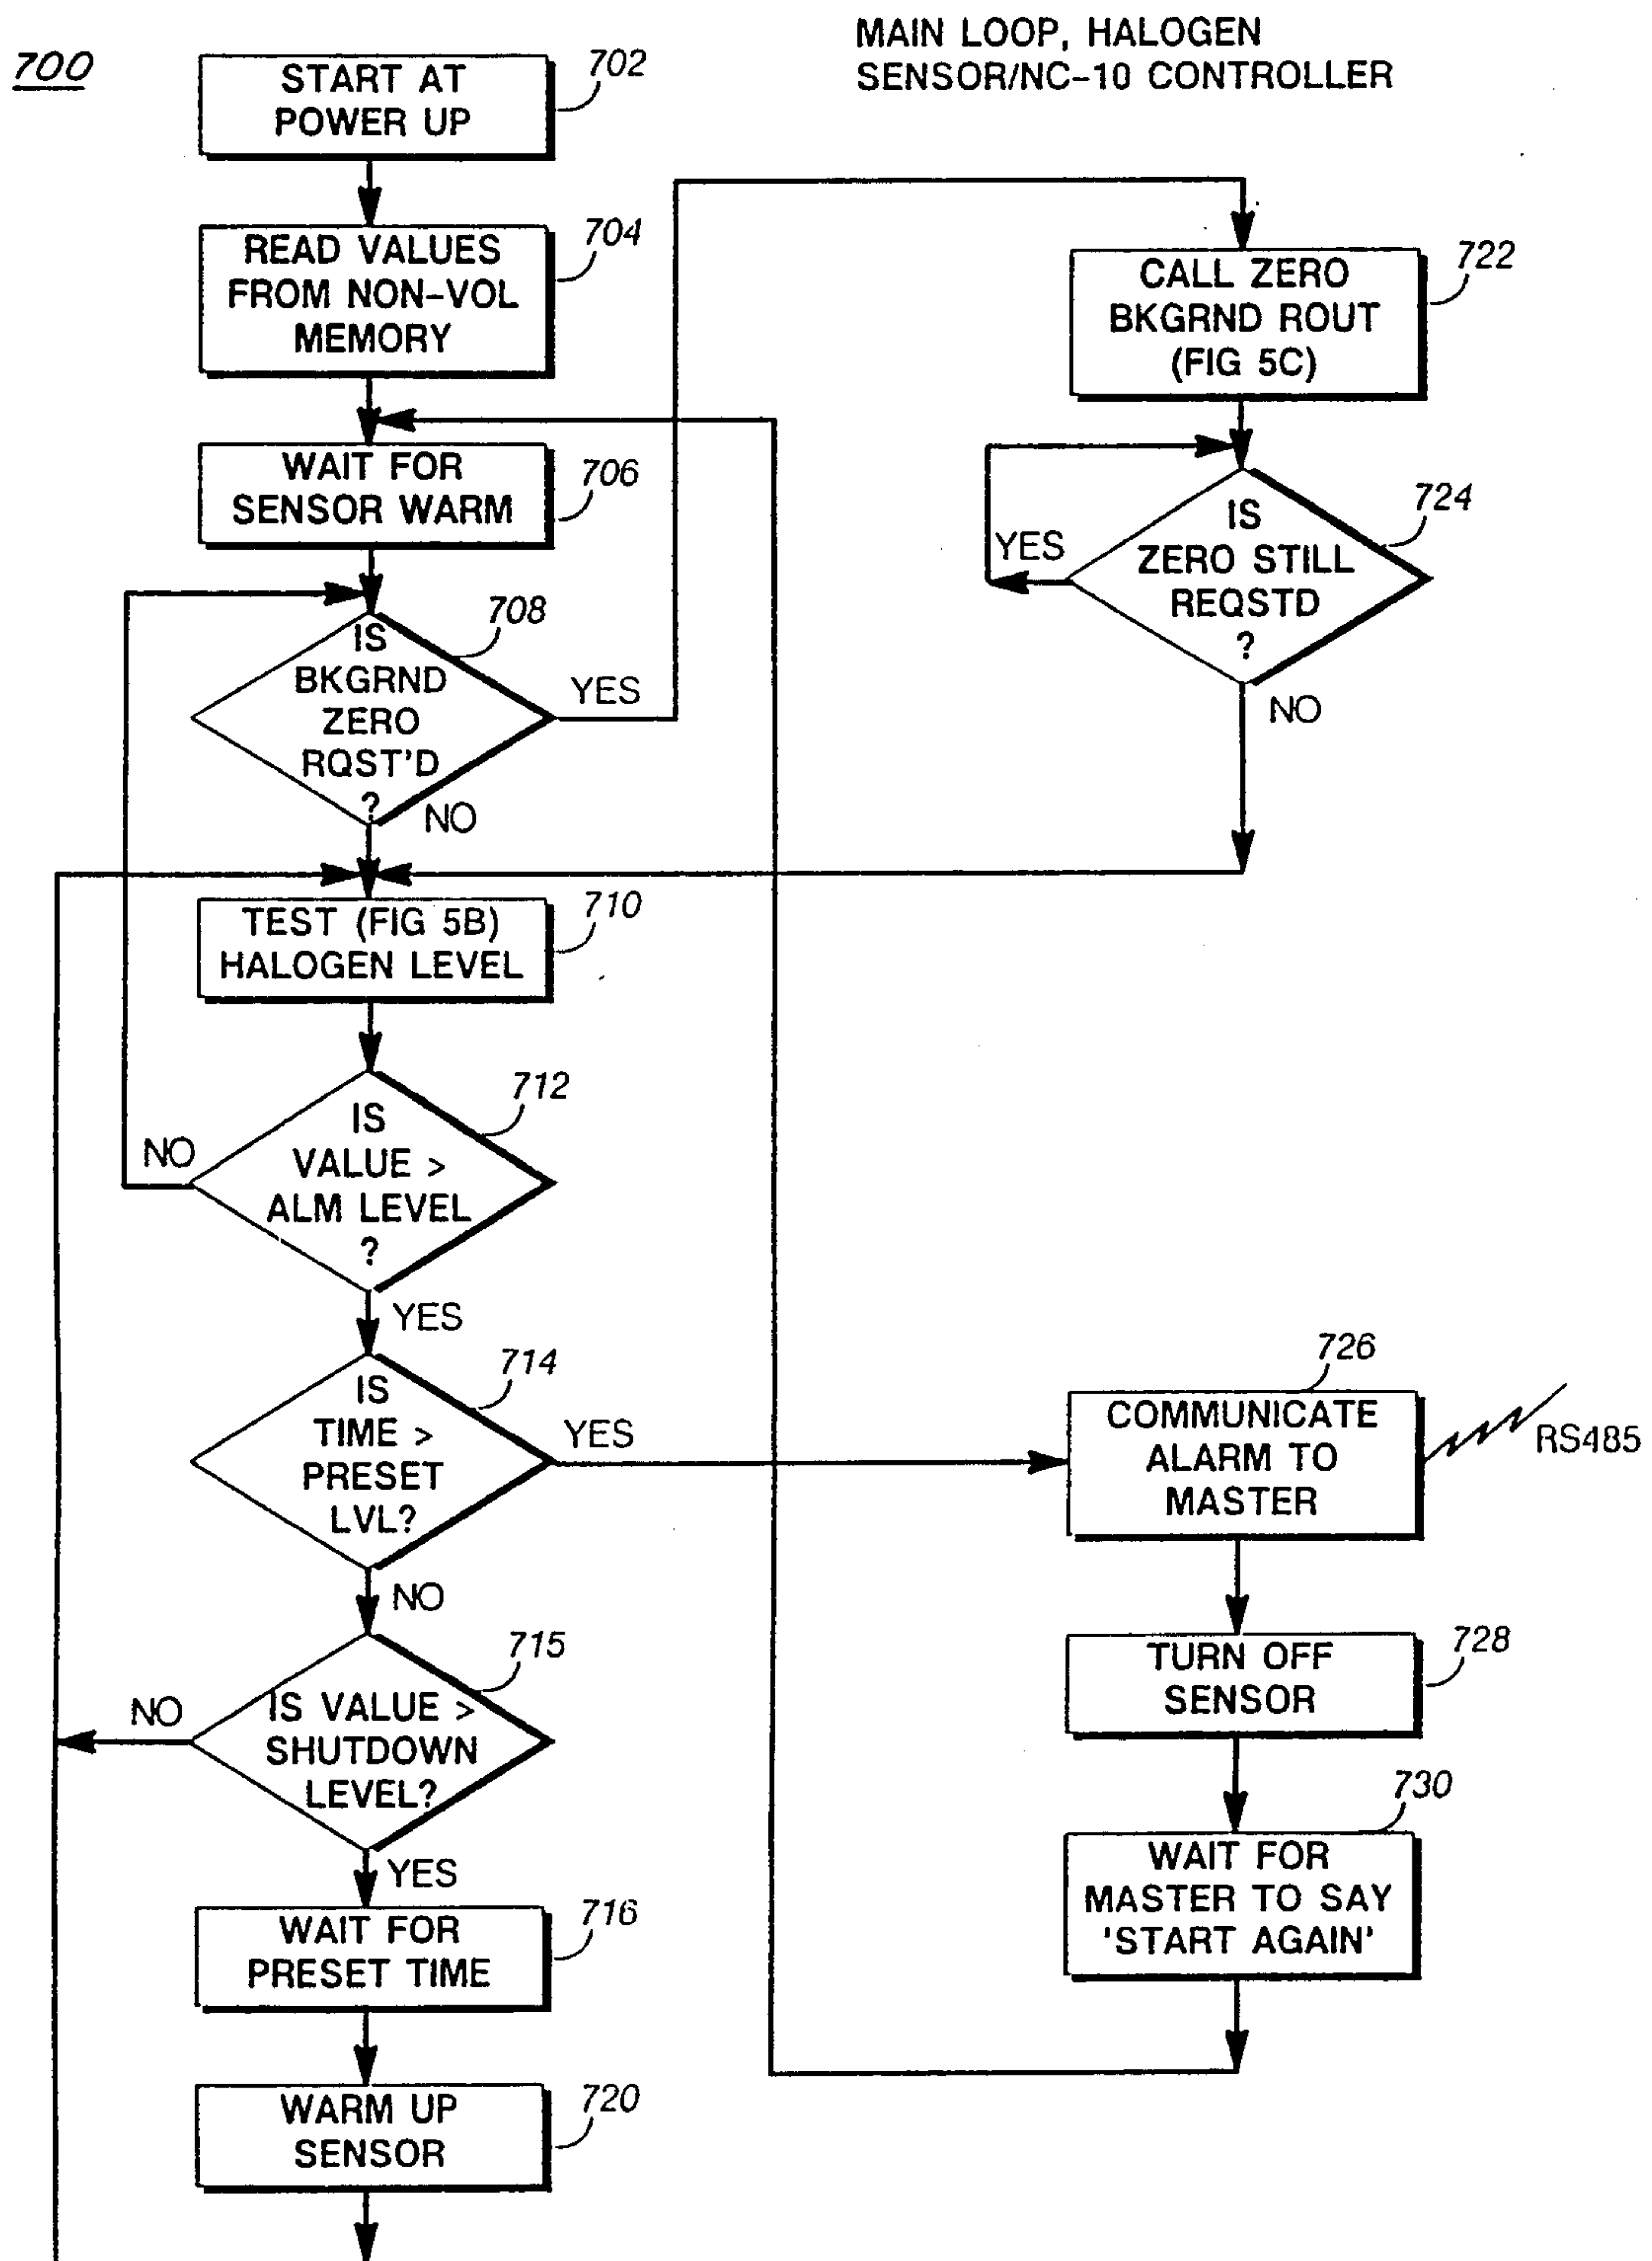 700
MAIN LOOP, HALOGEN
SENSOR/NC-10 CONTROLLER
START AT
POWER UP
702
READ VALUES
FROM NON-VOL
MEMORY
704
WAIT FOR
SENSOR WARM
706
IS
BKGRND
ZERO
RQST'D
?
708
YES
NO
TEST (FIG 5B)
HALOGEN LEVEL
710
IS
VALUE >
ALM LEVEL
?
712
NO
YES
IS
TIME >
PRESET
LVL?
714
YES
NO
IS VALUE >
SHUTDOWN
LEVEL?
715
NO
YES
WAIT FOR
PRESET TIME
716
WARM UP
SENSOR
720
CALL ZERO
BKGRND ROUT
(FIG 5C)
722
IS
ZERO STILL
REQSTD
?
724
YES
NO
COMMUNICATE
ALARM TO
MASTER
726
RS485
TURN OFF
SENSOR
728
WAIT FOR
MASTER TO SAY
'START AGAIN'
730